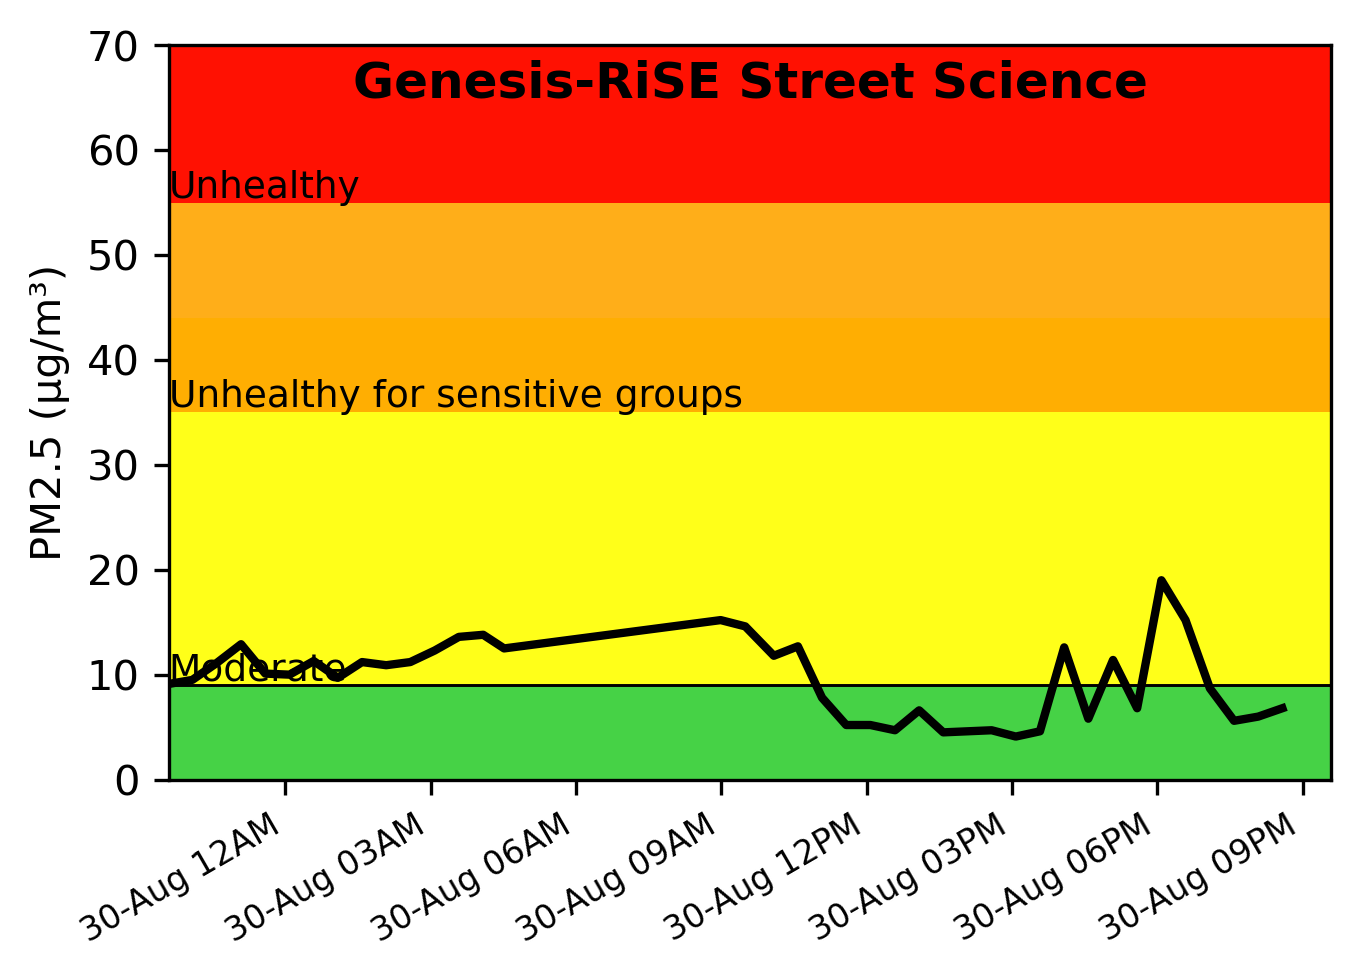 Genesis-RiSE Street Science
70
60
50
40
30
20
10
0
PM2.5 (μg/m³)
Unhealthy
Unhealthy for sensitive groups
Moderate
30-Aug 12AM
30-Aug 03AM
30-Aug 06AM
30-Aug 09AM
30-Aug 12PM
30-Aug 03PM
30-Aug 06PM
30-Aug 09PM